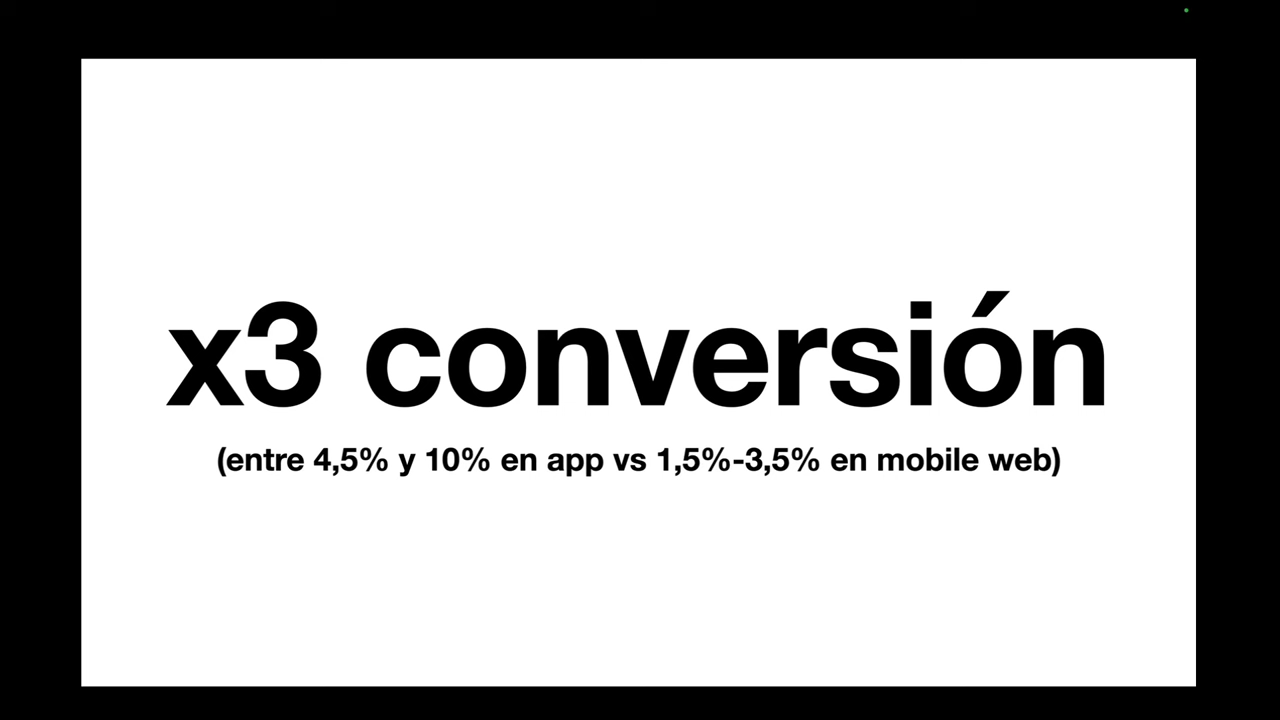 x3 conversión
(entre 4,5% y 10% en app vs 1,5%-3,5% en mobile web)